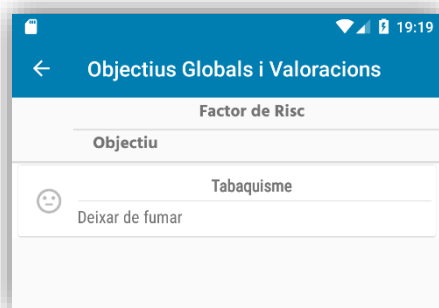 19:19
Objectius Globals i Valoracions
Factor de Risc
Objectiu
Tabaquisme
Deixar de fumar